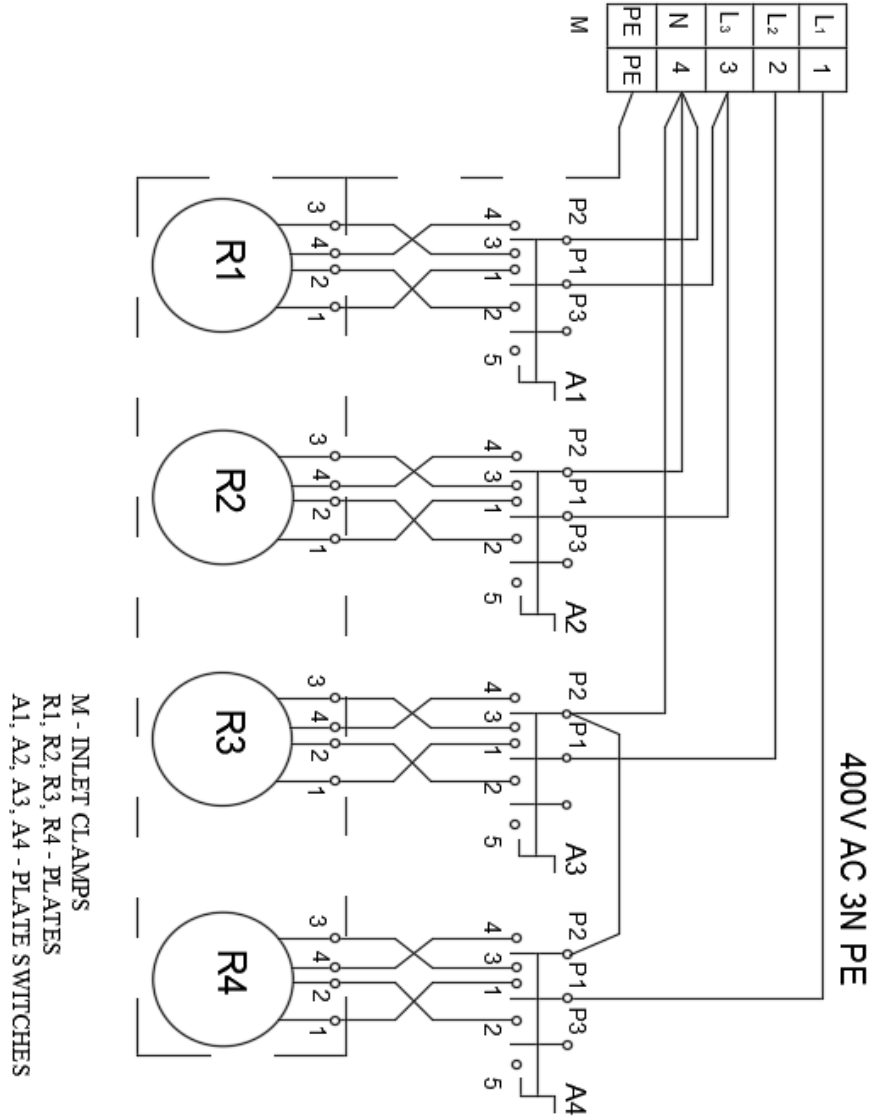 400V AC 3N PE
L₁ L₂ L₃ N PE
1 2 3 4 PE
M
P2 P1 P3 A1
4 3 1 2 5
3 4 2 1
R1
P2 P1 P3 A2
4 3 1 2 5
3 4 2 1
R2
P2 P1 A3
4 3 1 2 5
3 4 2 1
R3
P2 P1 P3 A4
4 3 1 2 5
3 4 2 1
R4
M - INLET CLAMPS
R1, R2, R3, R4 - PLATES
A1, A2, A3, A4 - PLATE SWITCHES